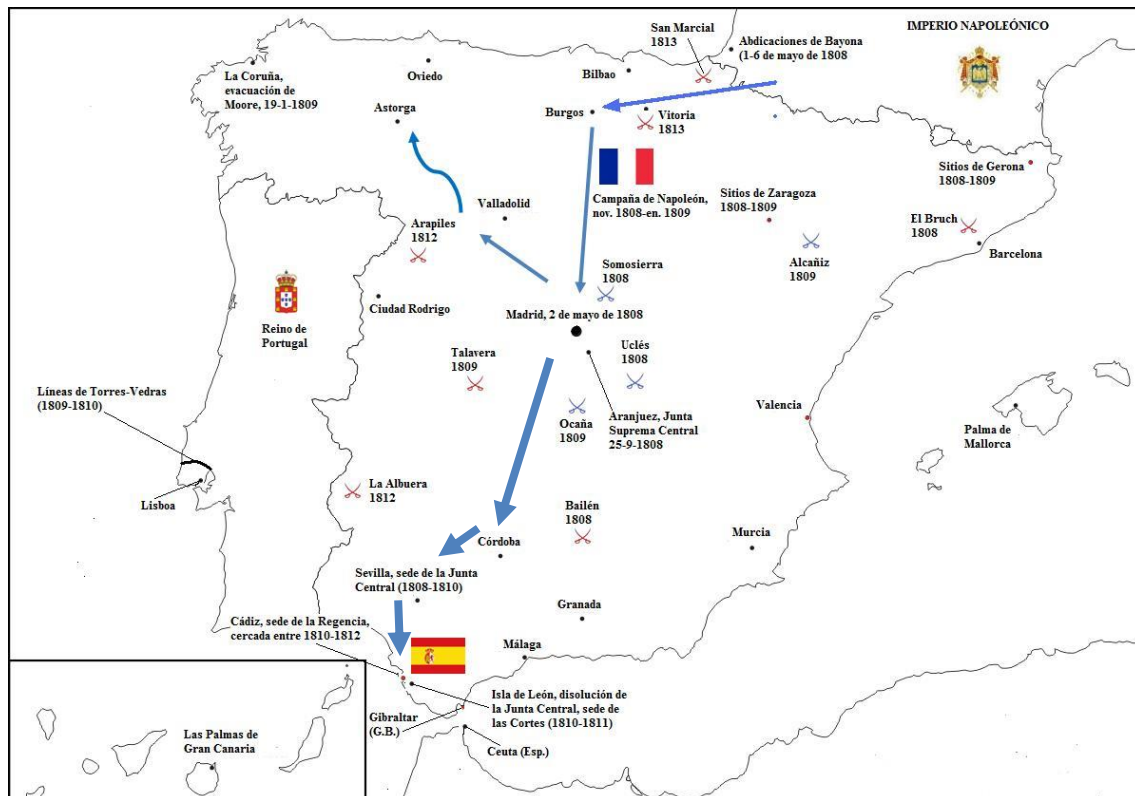 San Marcial
1813
IMPERIO NAPOLEÓNICO
Abdicaciones de Bayona
(1-6 de mayo de 1808
La Coruña,
evacuación de
Moore, 19-1-1809
Oviedo
Bilbao
Astorga
Burgos
Vitoria
1813
Sitios de Gerona
1808-1809
Campaña de Napoleón,
nov. 1808-en. 1809
Sitios de Zaragoza
1808-1809
Valladolid
Arapiles
1812
El Bruch
1808
Barcelona
Alcañiz
1809
Somosierra
1808
Ciudad Rodrigo
Madrid, 2 de mayo de 1808
Reino de
Portugal
Talavera
1809
Uclés
1808
Líneas de Torres-Vedras
(1809-1810)
Ocaña
1809
Aranjuez, Junta
Suprema Central
25-9-1808
Valencia
Palma de
Mallorca
Lisboa
La Albuera
1812
Bailén
1808
Córdoba
Murcia
Sevilla, sede de la Junta
Central (1808-1810)
Granada
Cádiz, sede de la Regencia,
cercada entre 1810-1812
Málaga
Isla de León, disolución de
la Junta Central, sede de
las Cortes (1810-1811)
Gibraltar
(G.B.)
Ceuta (Esp.)
Las Palmas de
Gran Canaria